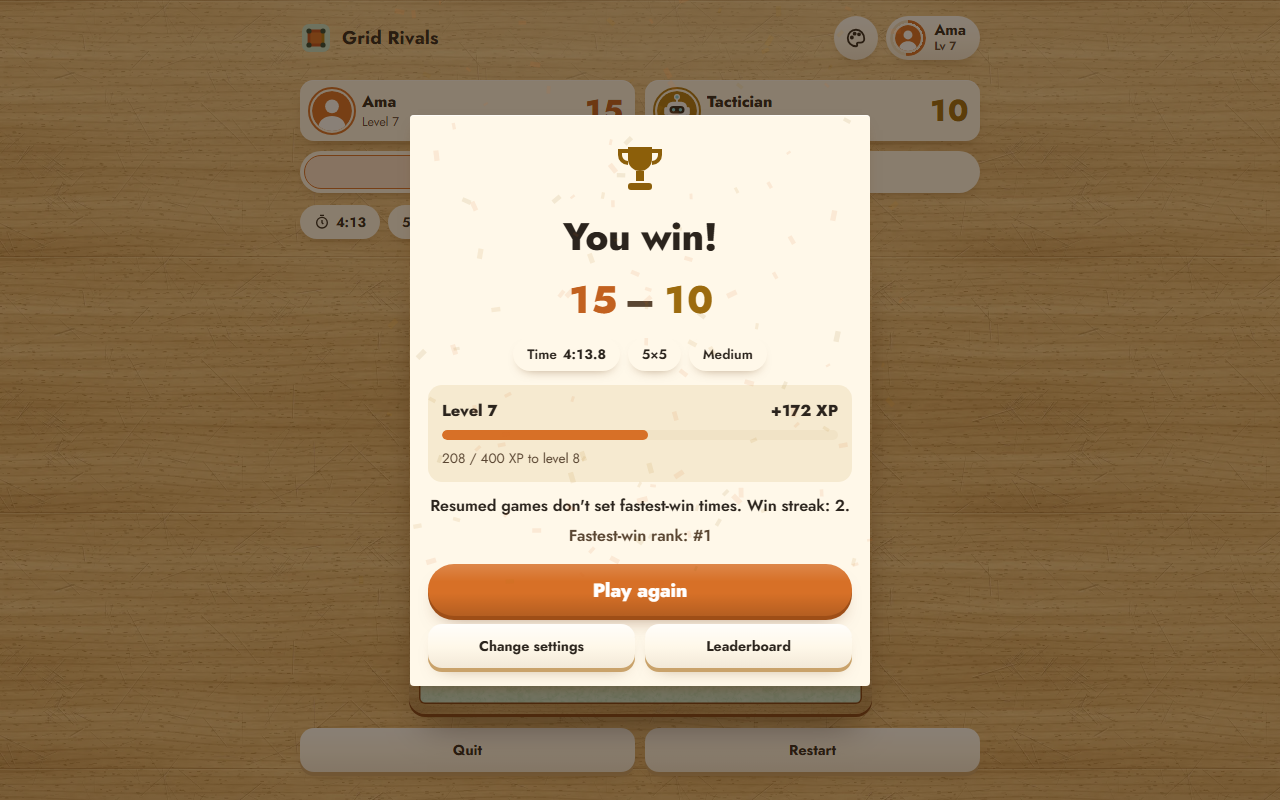 Grid Rivals
Ama
Lv 7
Ama
Level 7
15
Tactician
10
4:13
5
You win!
15 – 10
Time 4:13.8
5×5
Medium
Level 7
+172 XP
208 / 400 XP to level 8
Resumed games don't set fastest-win times. Win streak: 2.
Fastest-win rank: #1
Play again
Change settings
Leaderboard
Quit
Restart